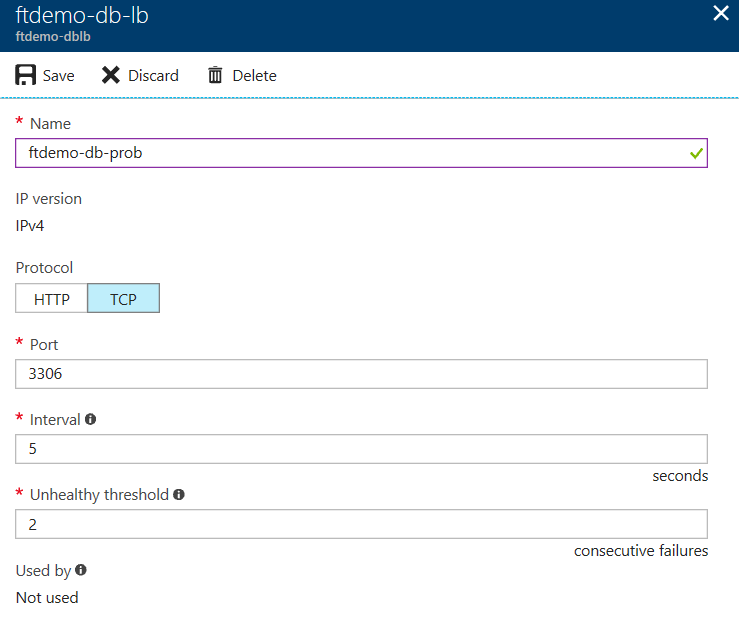 ftdemo-db-lb
ftdemo-dblb
Save Discard Delete
* Name
ftdemo-db-prob
IP version
IPv4
Protocol
HTTP TCP
* Port
3306
* Interval
5
seconds
* Unhealthy threshold
2
consecutive failures
Used by
Not used